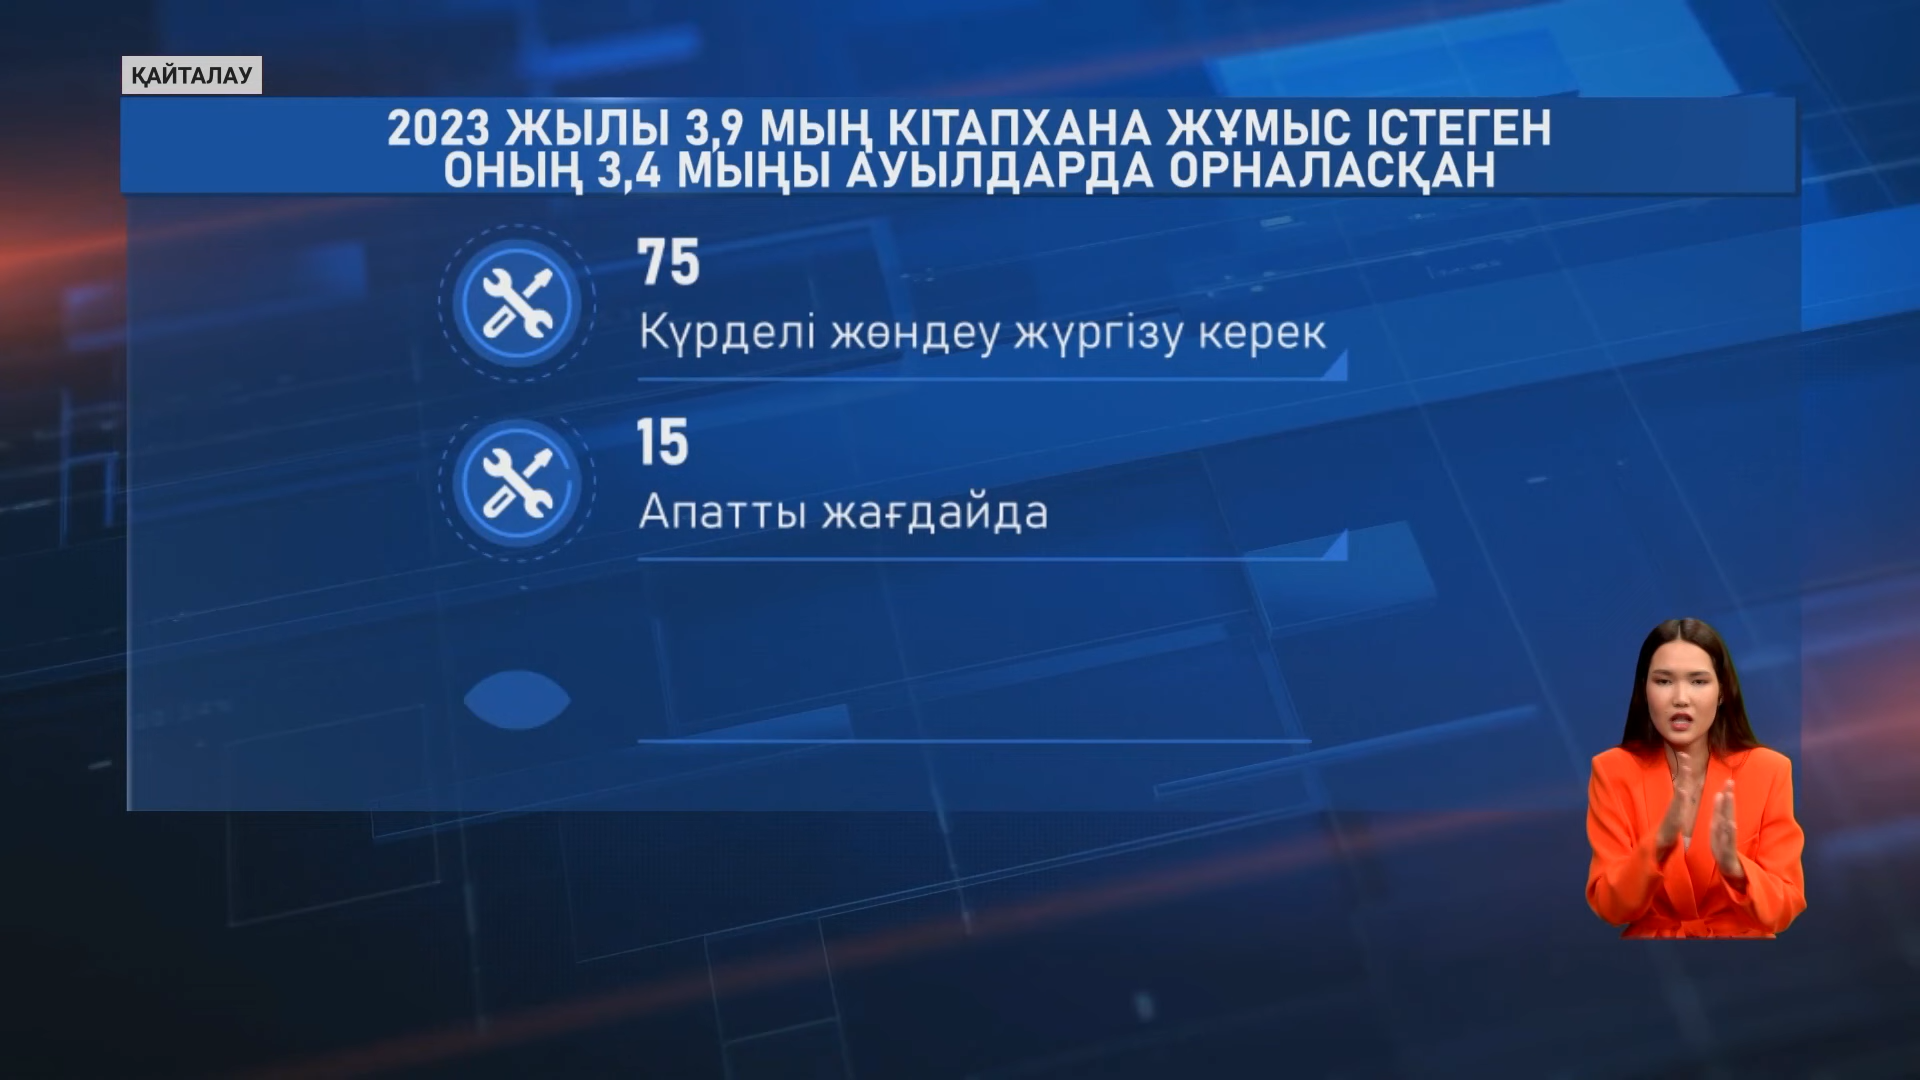 ҚАЙТАЛАУ
2023 ЖЫЛЫ 3,9 МЫҢ КІТАПХАНА ЖҰМЫС ІСТЕГЕН
ОНЫҢ 3,4 МЫҢЫ АУЫЛДАРДА ОРНАЛАСҚАН
75
Күрделі жөндеу жүргізу керек
15
Апатты жағдайда